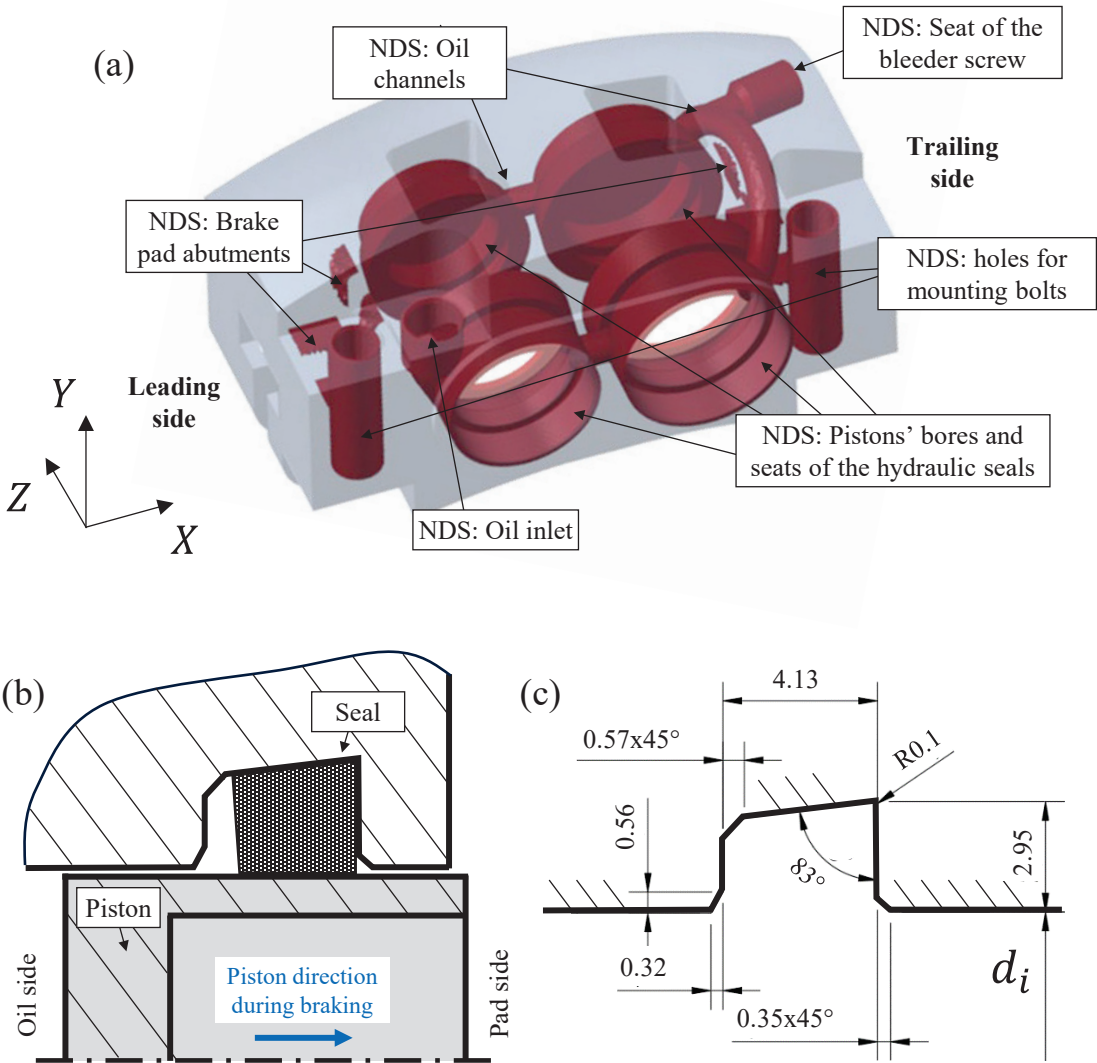 (a)
NDS: Oil
channels
NDS: Seat of the
bleeder screw
Trailing
side
NDS: Brake
pad abutments
NDS: holes for
mounting bolts
Leading
side
Y
Z
X
NDS: Pistons’ bores and
seats of the hydraulic seals
NDS: Oil inlet
(b)
Seal
Piston
Oil side
Piston direction
during braking
Pad side
(c)
4.13
0.57x45°
R0.1
0.56
83°
2.95
0.32
d_i
0.35x45°